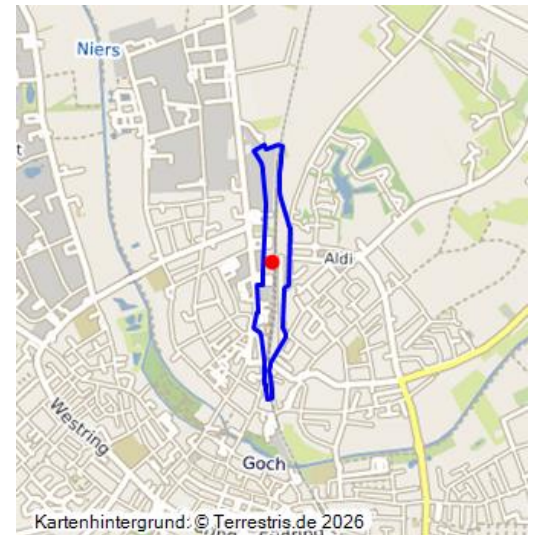 Niers
Aldi
Westring
Goch
Kartenhintergrund: © Terrestris.de 2026